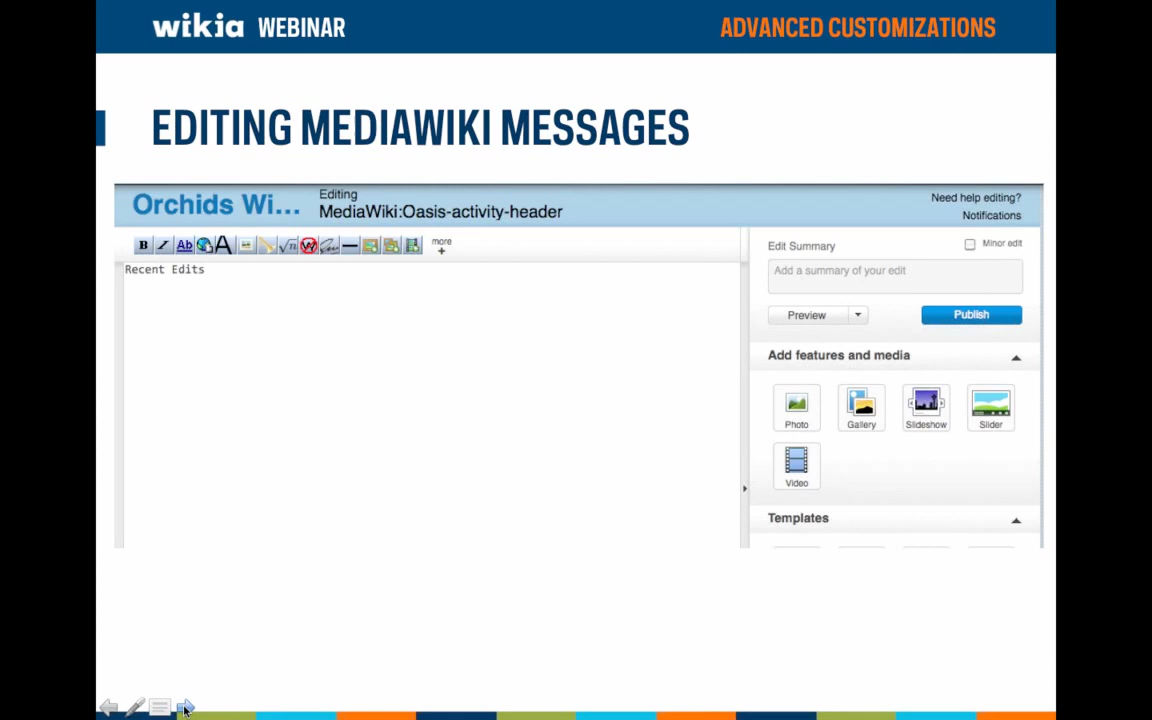 wikia WEBINAR
ADVANCED CUSTOMIZATIONS
EDITING MEDIAWIKI MESSAGES
Orchids Wi...
Editing
MediaWiki:Oasis-activity-header
Need help editing?
Notifications
B I Ab A more
+
Recent Edits
Edit Summary
Minor edit
Add a summary of your edit
Preview
Publish
Add features and media
Photo
Gallery
Slideshow
Slider
Video
Templates